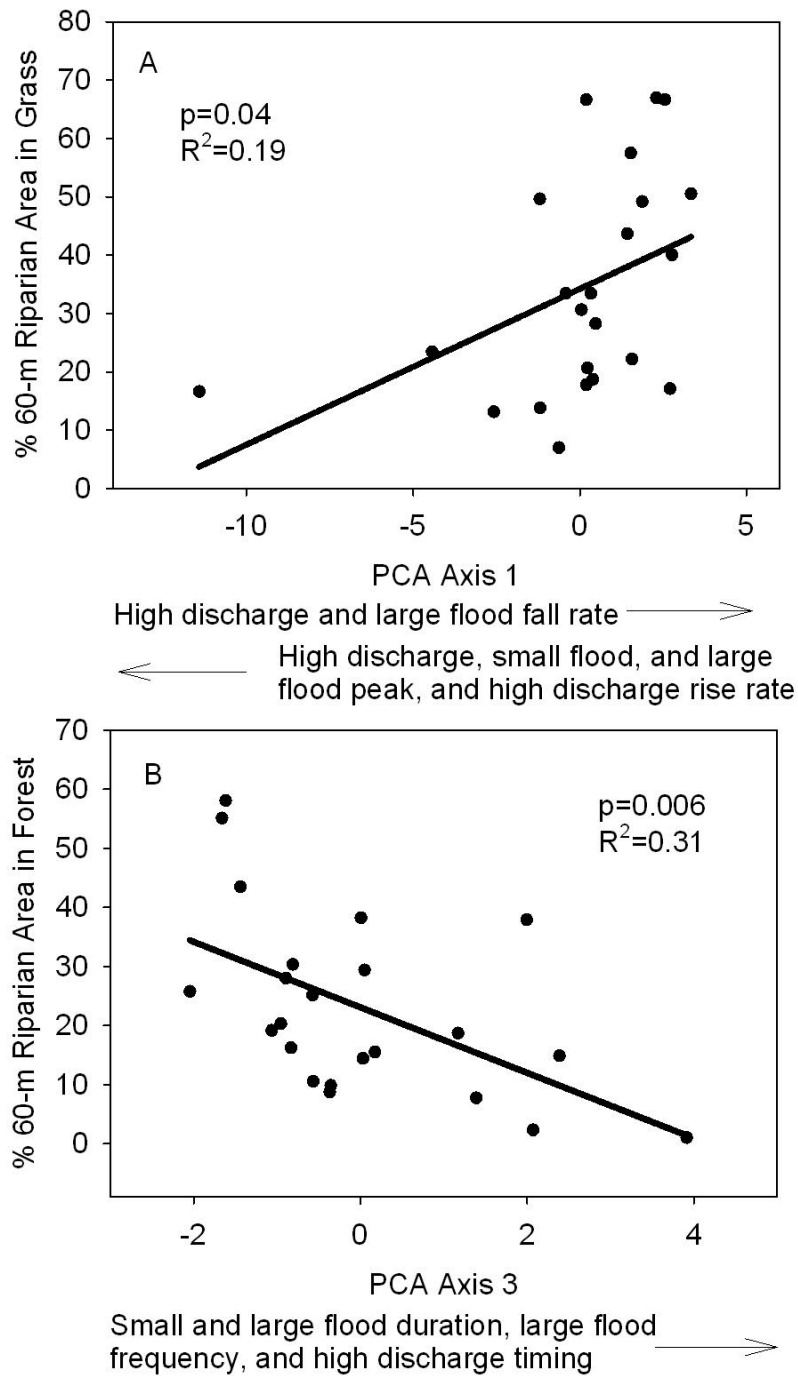 80
70
60
50
40
30
20
10
0
% 60-m Riparian Area in Grass
A
p=0.04
R²=0.19
-10 -5 0 5
PCA Axis 1
High discharge and large flood fall rate
High discharge, small flood, and large
flood peak, and high discharge rise rate
70
60
50
40
30
20
10
0
% 60-m Riparian Area in Forest
B
p=0.006
R²=0.31
-2 0 2 4
PCA Axis 3
Small and large flood duration, large flood
frequency, and high discharge timing